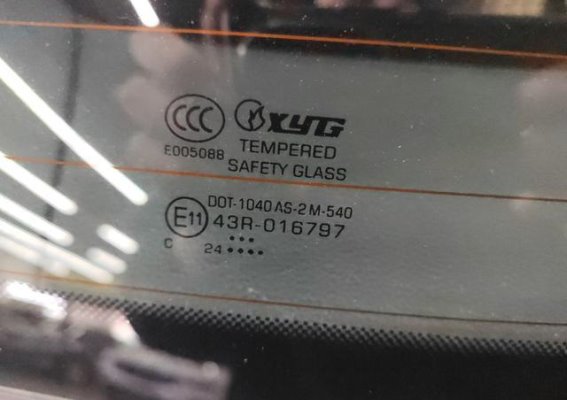 CCC XYG
E005088 TEMPERED
SAFETY GLASS
DOT-1040 AS-2 M-540
E11 43R-016797
C 24